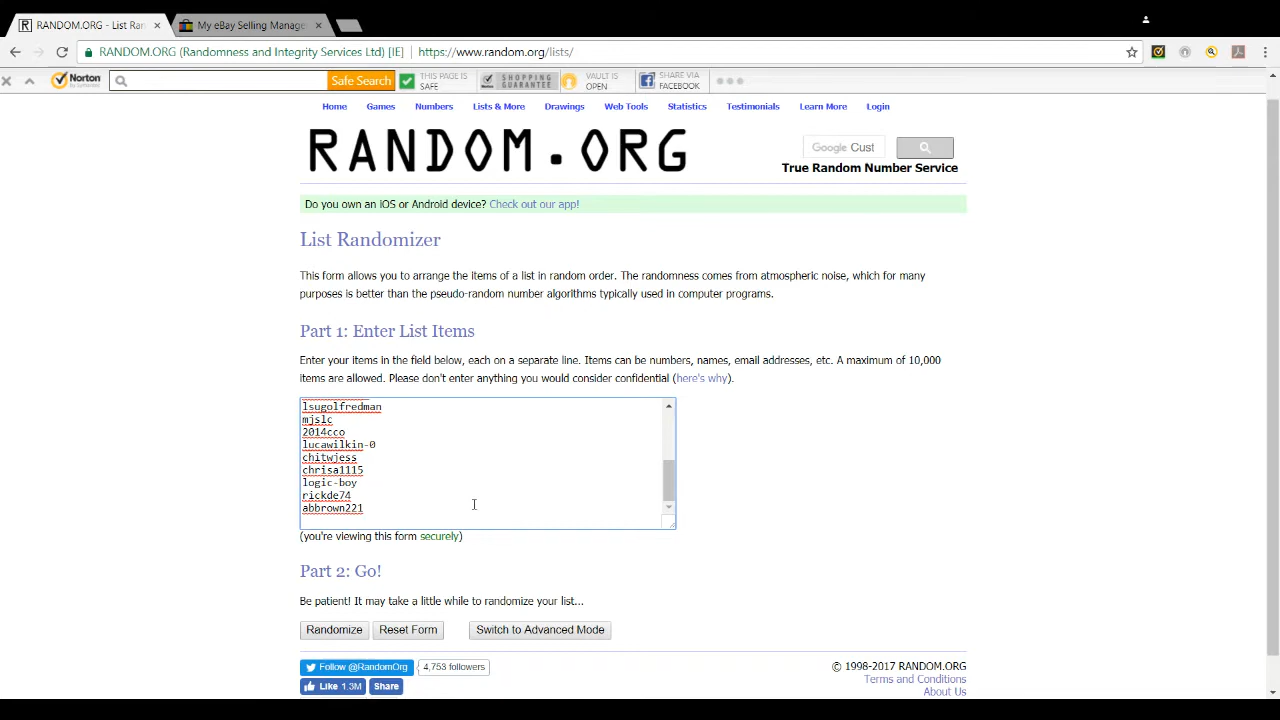 RANDOM.ORG - List Ran
My eBay Selling Manage
RANDOM.ORG (Randomness and Integrity Services Ltd) [IE] https://www.random.org/lists/
Norton Safe Search THIS PAGE IS SAFE SHOPPING GUARANTEE VAULT IS OPEN SHARE VIA FACEBOOK
by Symantec
Home Games Numbers Lists & More Drawings Web Tools Statistics Testimonials Learn More Login
RANDOM.ORG
Google Cust
True Random Number Service
Do you own an iOS or Android device? Check out our app!
List Randomizer
This form allows you to arrange the items of a list in random order. The randomness comes from atmospheric noise, which for many
purposes is better than the pseudo-random number algorithms typically used in computer programs.
Part 1: Enter List Items
Enter your items in the field below, each on a separate line. Items can be numbers, names, email addresses, etc. A maximum of 10,000
items are allowed. Please don't enter anything you would consider confidential (here's why).
lsugolfredman
mjslc
2014cco
lucawilkin-0
chitwjess
chrisa1115
logic-boy
rickde74
abbrown221
(you're viewing this form securely)
Part 2: Go!
Be patient! It may take a little while to randomize your list...
Randomize Reset Form Switch to Advanced Mode
Follow @RandomOrg 4,753 followers
Like 1.3M Share
© 1998-2017 RANDOM.ORG
Terms and Conditions
About Us